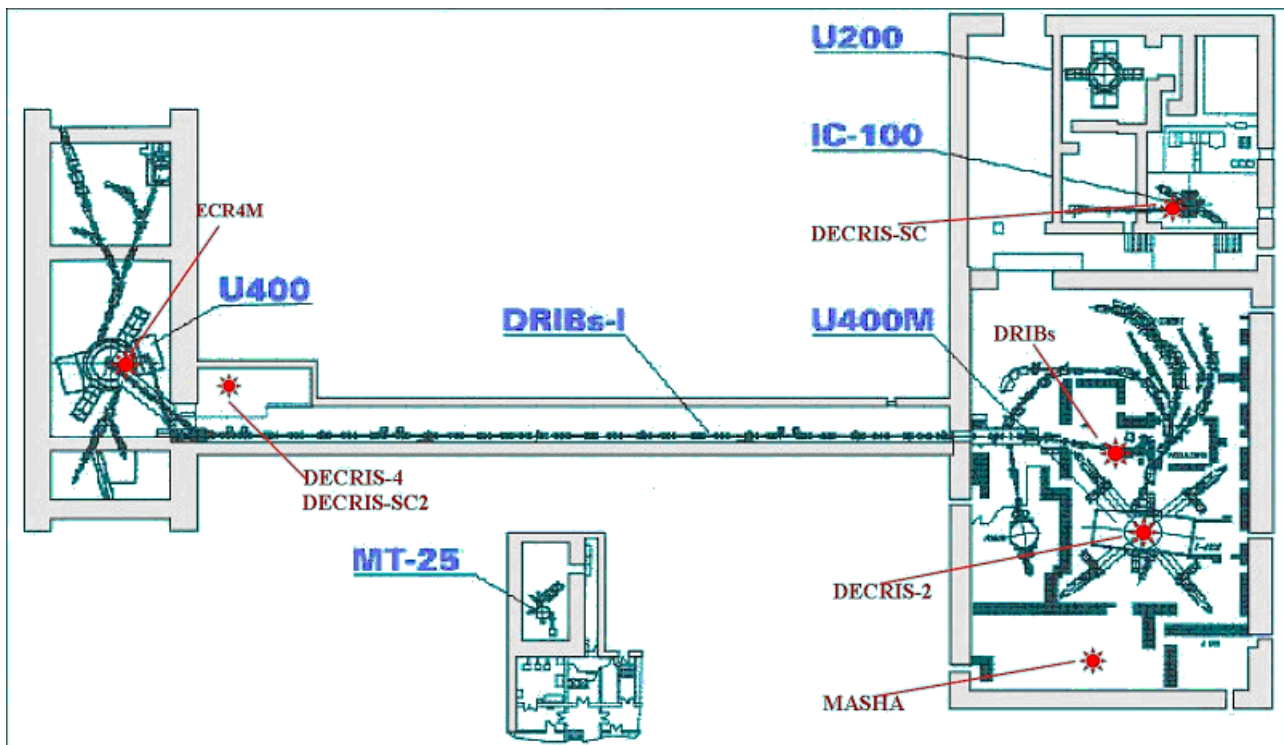 U200
IC-100
DECRIS-SC
ECR4M
U400
DRIBs-I
U400M
DRIBs
DECRIS-4
DECRIS-SC2
MT-25
DECRIS-2
MASHA